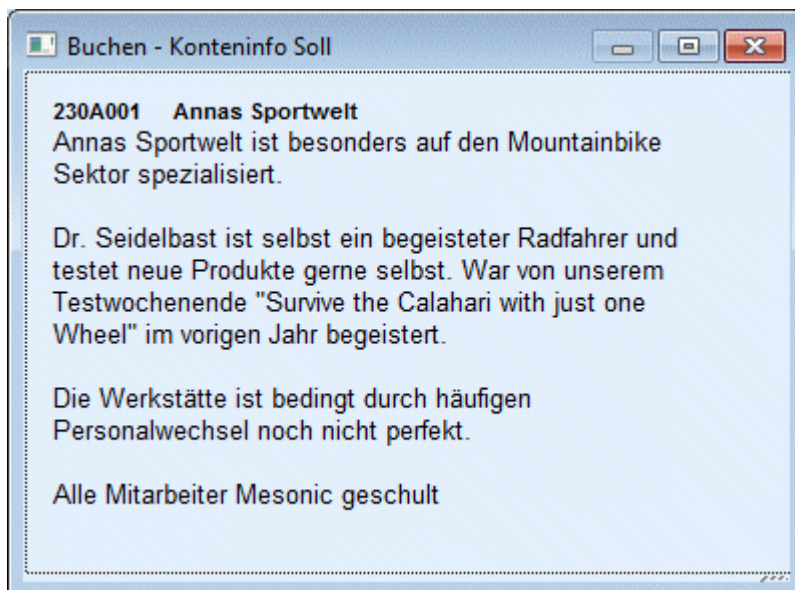 Buchen - Konteninfo Soll
230A001 Annas Sportwelt
Annas Sportwelt ist besonders auf den Mountainbike
Sektor spezialisiert.
Dr. Seidelbast ist selbst ein begeisteter Radfahrer und
testet neue Produkte gerne selbst. War von unserem
Testwochenende "Survive the Calahari with just one
Wheel" im vorigen Jahr begeistert.
Die Werkstätte ist bedingt durch häufigen
Personalwechsel noch nicht perfekt.
Alle Mitarbeiter Mesonic geschult